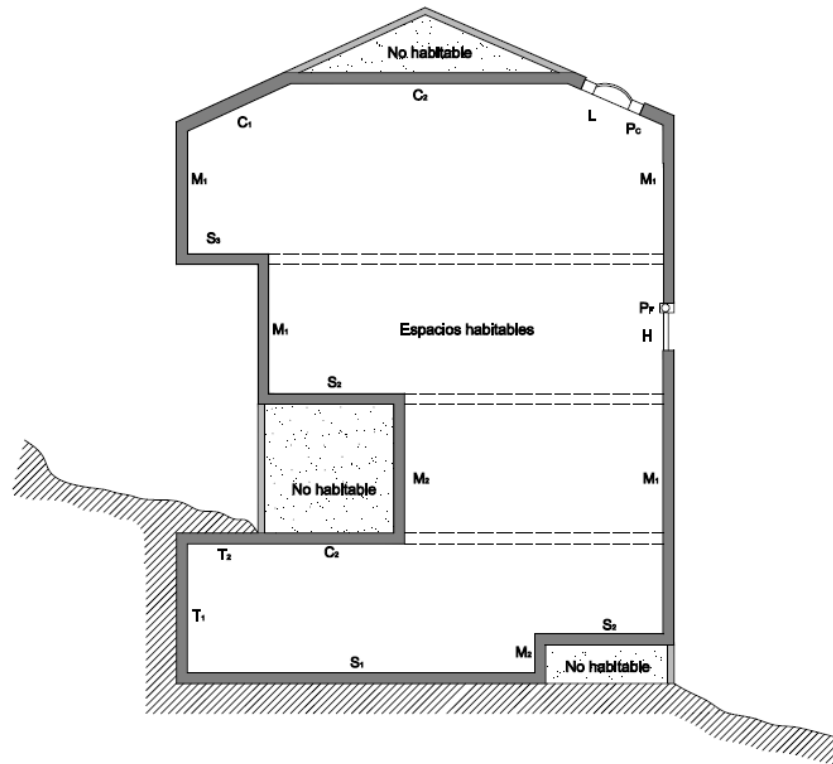 No habitable
C₂
C₁
L
Pc
M₁
M₁
S₃
PF
M₁
Espacios habitables
H
S₂
No habitable
M₂
M₁
T₂
C₂
T₁
S₂
M₂
No habitable
S₁